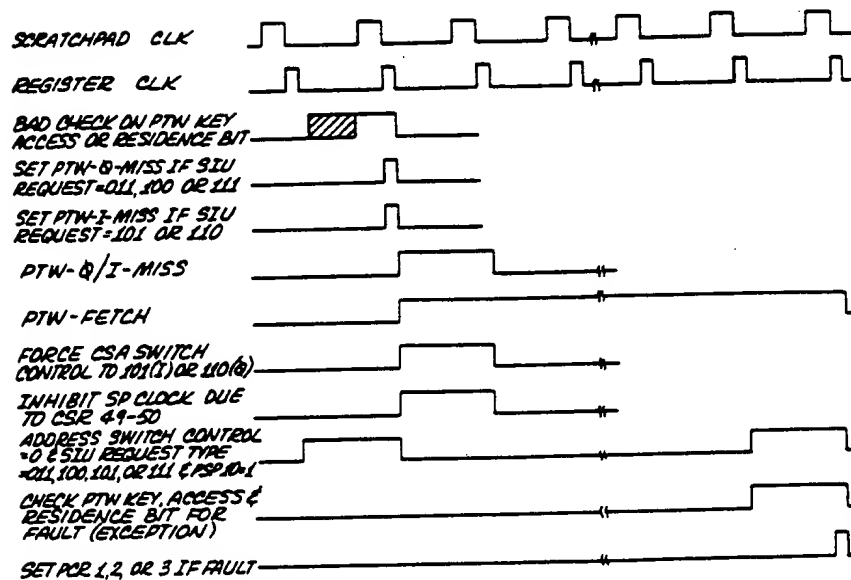 SCRATCHPAD CLK
REGISTER CLK
BAD CHECK ON PTW KEY
ACCESS OR RESIDENCE BIT
SET PTW-Φ-MISS IF SIU
REQUEST=011, 100 OR 111
SET PTW-I-MISS IF SIU
REQUEST=101 OR 110
PTW-Φ/I-MISS
PTW-FETCH
FORCE CSA SWITCH
CONTROL TO 101(I) OR 110(Φ)
INHIBIT SP CLOCK DUE
TO CSR 49-50
ADDRESS SWITCH CONTROL
=0 & SIU REQUEST TYPE
=011, 100, 101, OR 111 & PSP10=1
CHECK PTW KEY, ACCESS &
RESIDENCE BIT FOR
FAULT (EXCEPTION)
SET PCR 1, 2, OR 3 IF FAULT